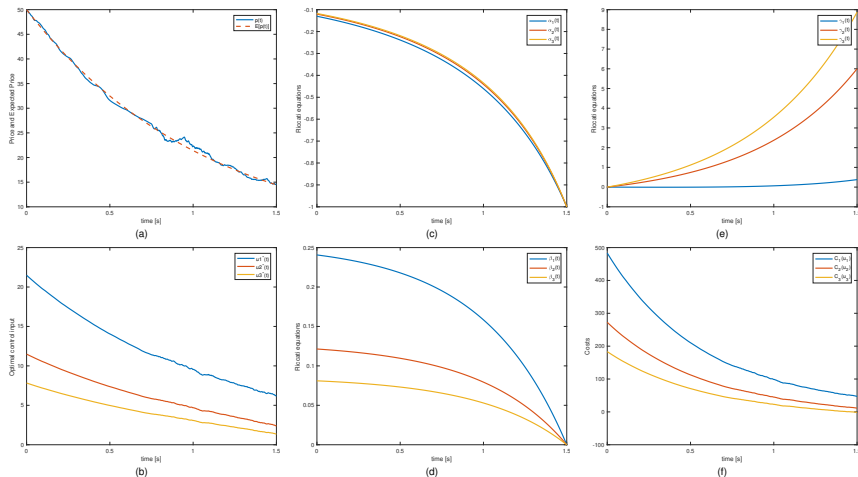 50
45
40
35
30
25
20
15
10
0
0.5
1
1.5
Price and Expected Price
time [s]
p(t)
E[p(t)]
(a)
0
-0.1
-0.2
-0.3
-0.4
-0.5
-0.6
-0.7
-0.8
-0.9
-1
0
0.5
1
1.5
Riccati equations
time [s]
α1(t)
α2(t)
α3(t)
(c)
9
8
7
6
5
4
3
2
1
0
-1
0
0.5
1
1.
Riccati equations
time [s]
γ1(t)
γ2(t)
γ3(t)
(e)
25
20
15
10
5
0
0
0.5
1
1.5
Optimal control input
time [s]
u1*(t)
u2*(t)
u3*(t)
(b)
0.25
0.2
0.15
0.1
0.05
0
0
0.5
1
1.5
Riccati equations
time [s]
β1(t)
β2(t)
β3(t)
(d)
500
400
300
200
100
0
-100
0
0.5
1
1.5
Costs
time [s]
C1(u1)
C2(u2)
C3(u3)
(f)